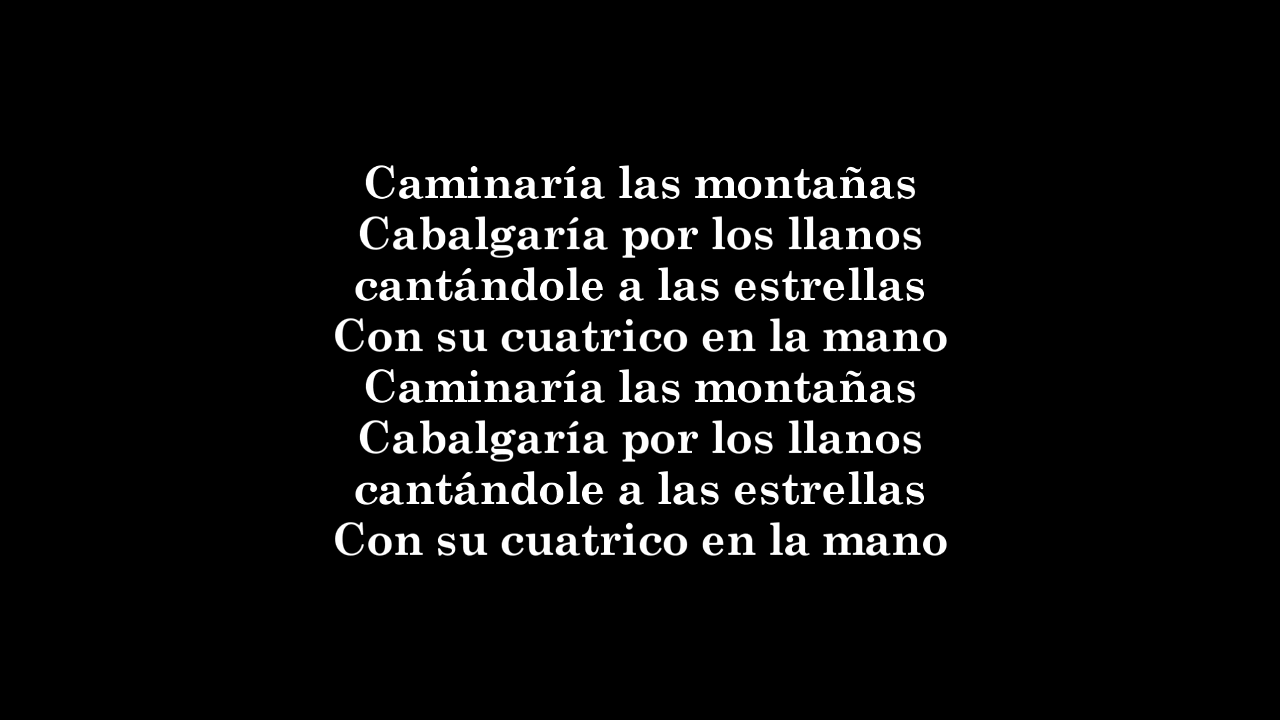 Caminaría las montañas
Cabalgaría por los llanos
cantándole a las estrellas
Con su cuatrico en la mano
Caminaría las montañas
Cabalgaría por los llanos
cantándole a las estrellas
Con su cuatrico en la mano